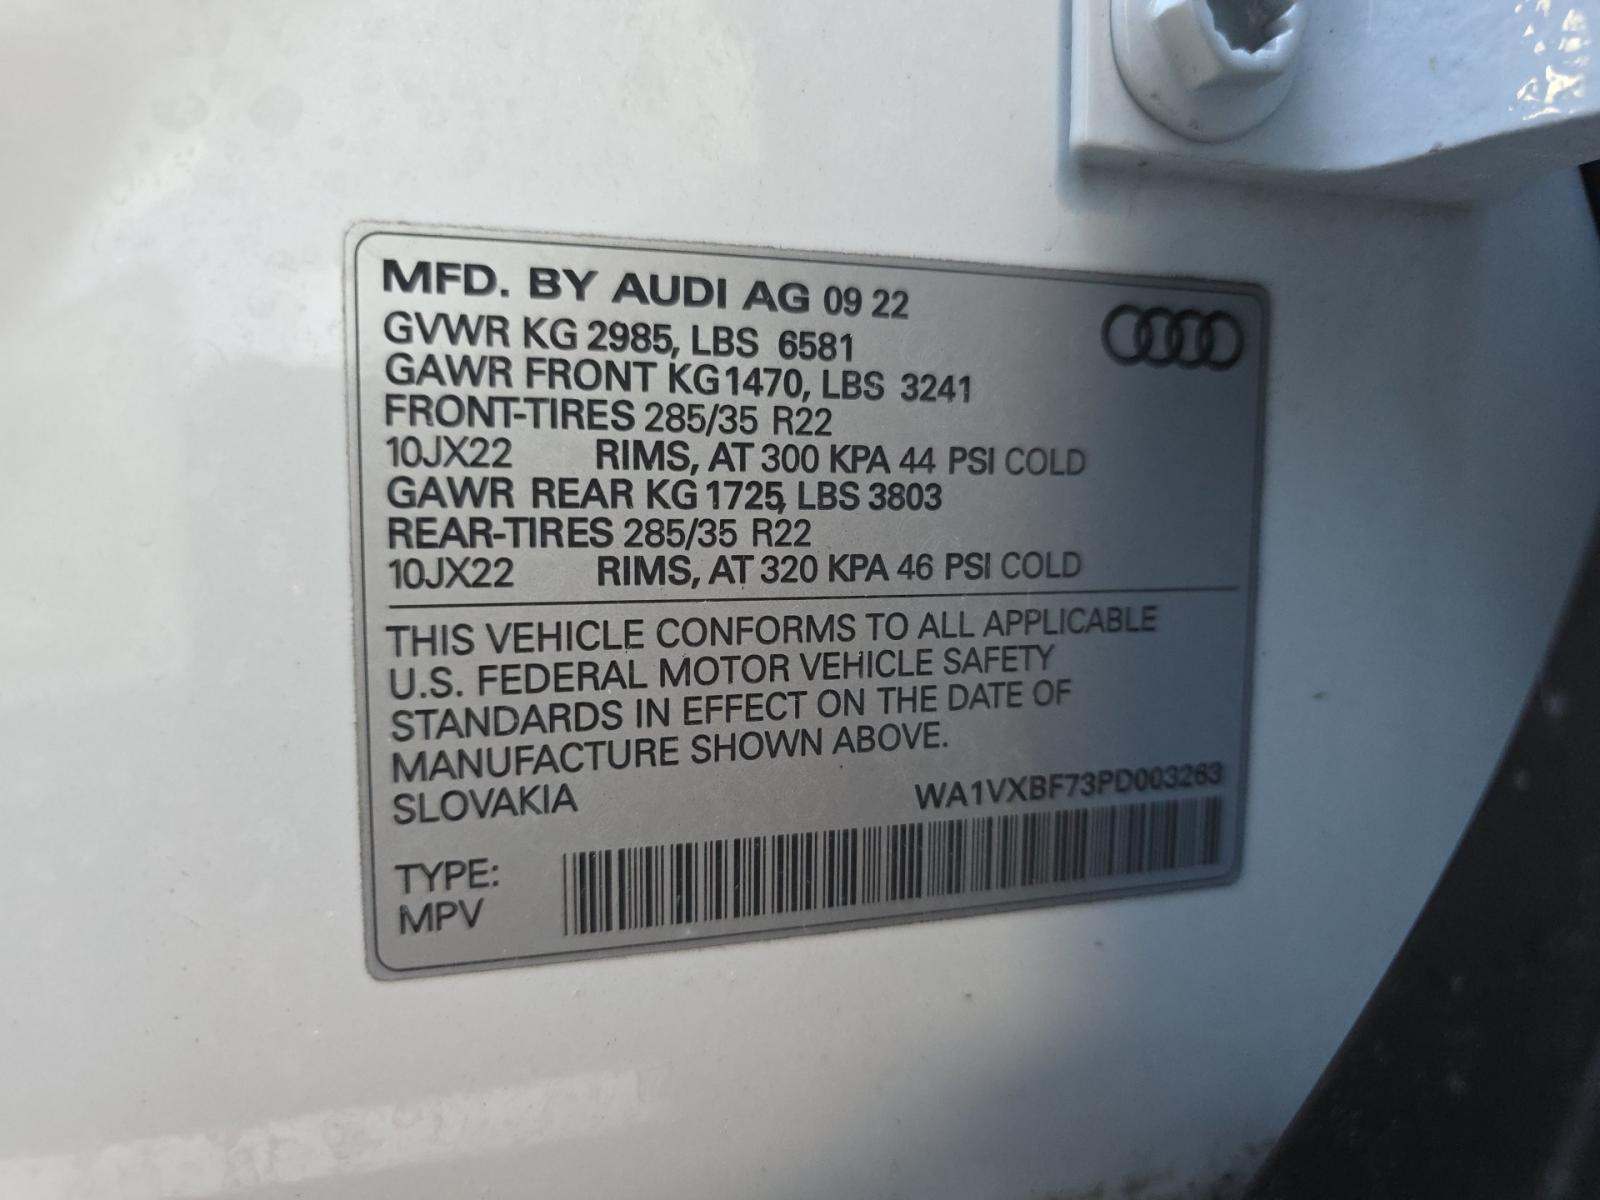 MFD. BY AUDI AG 09 22
GVWR KG 2985, LBS 6581
GAWR FRONT KG 1470, LBS 3241
FRONT-TIRES 285/35 R22
10JX22 RIMS, AT 300 KPA 44 PSI COLD
GAWR REAR KG 1725, LBS 3803
REAR-TIRES 285/35 R22
10JX22 RIMS, AT 320 KPA 46 PSI COLD
THIS VEHICLE CONFORMS TO ALL APPLICABLE
U.S. FEDERAL MOTOR VEHICLE SAFETY
STANDARDS IN EFFECT ON THE DATE OF
MANUFACTURE SHOWN ABOVE.
SLOVAKIA WA1VXBF73PD003263
TYPE:
MPV